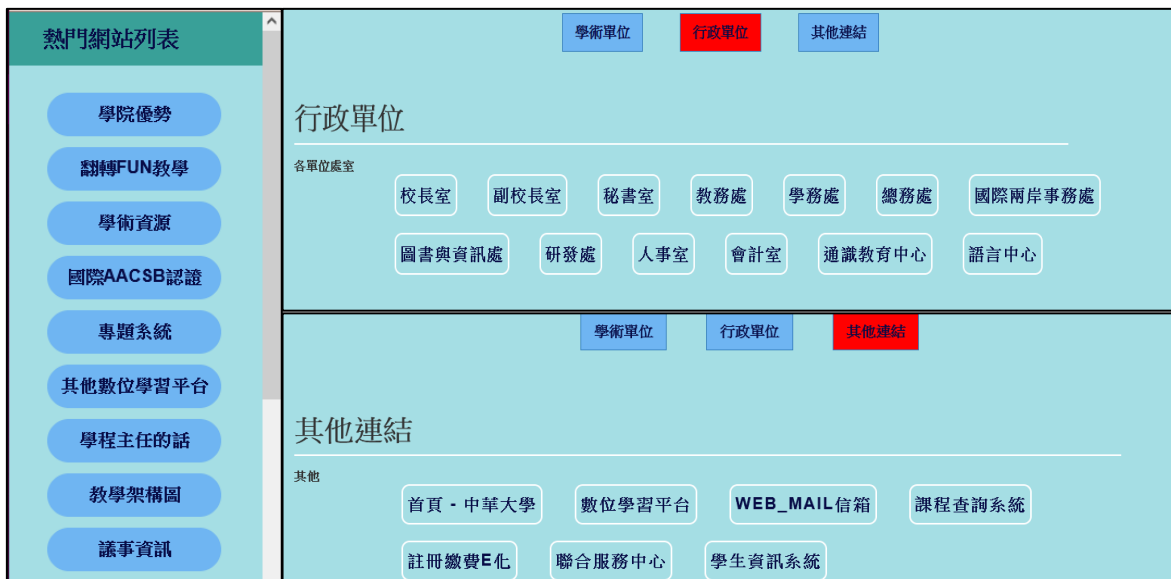 熱門網站列表
學院優勢
翻轉FUN教學
學術資源
國際AACSB認證
專題系統
其他數位學習平台
學程主任的話
教學架構圖
議事資訊
學術單位 行政單位 其他連結
行政單位
各單位處室
校長室 副校長室 秘書室 教務處 學務處 總務處 國際兩岸事務處
圖書與資訊處 研發處 人事室 會計室 通識教育中心 語言中心
學術單位 行政單位 其他連結
其他連結
其他
首頁 - 中華大學 數位學習平台 WEB_MAIL信箱 課程查詢系統
註冊繳費E化 聯合服務中心 學生資訊系統